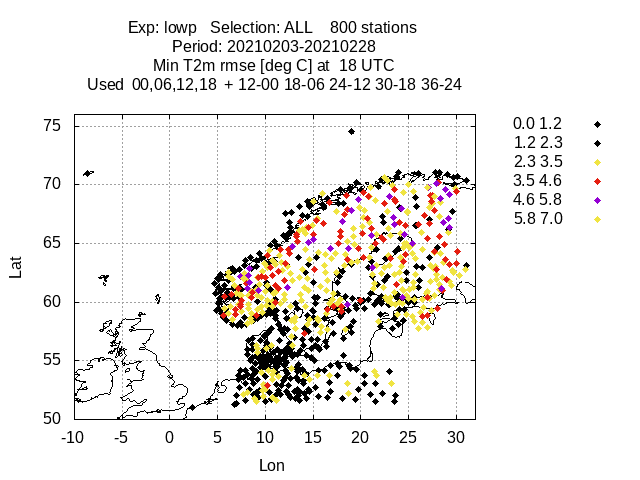 Exp: lowp Selection: ALL 800 stations
Period: 20210203-20210228
Min T2m rmse [deg C] at 18 UTC
Used 00,06,12,18 + 12-00 18-06 24-12 30-18 36-24
75
70
65
60
55
50
Lat
-10 -5 0 5 10 15 20 25 30
Lon
0.0 1.2
1.2 2.3
2.3 3.5
3.5 4.6
4.6 5.8
5.8 7.0